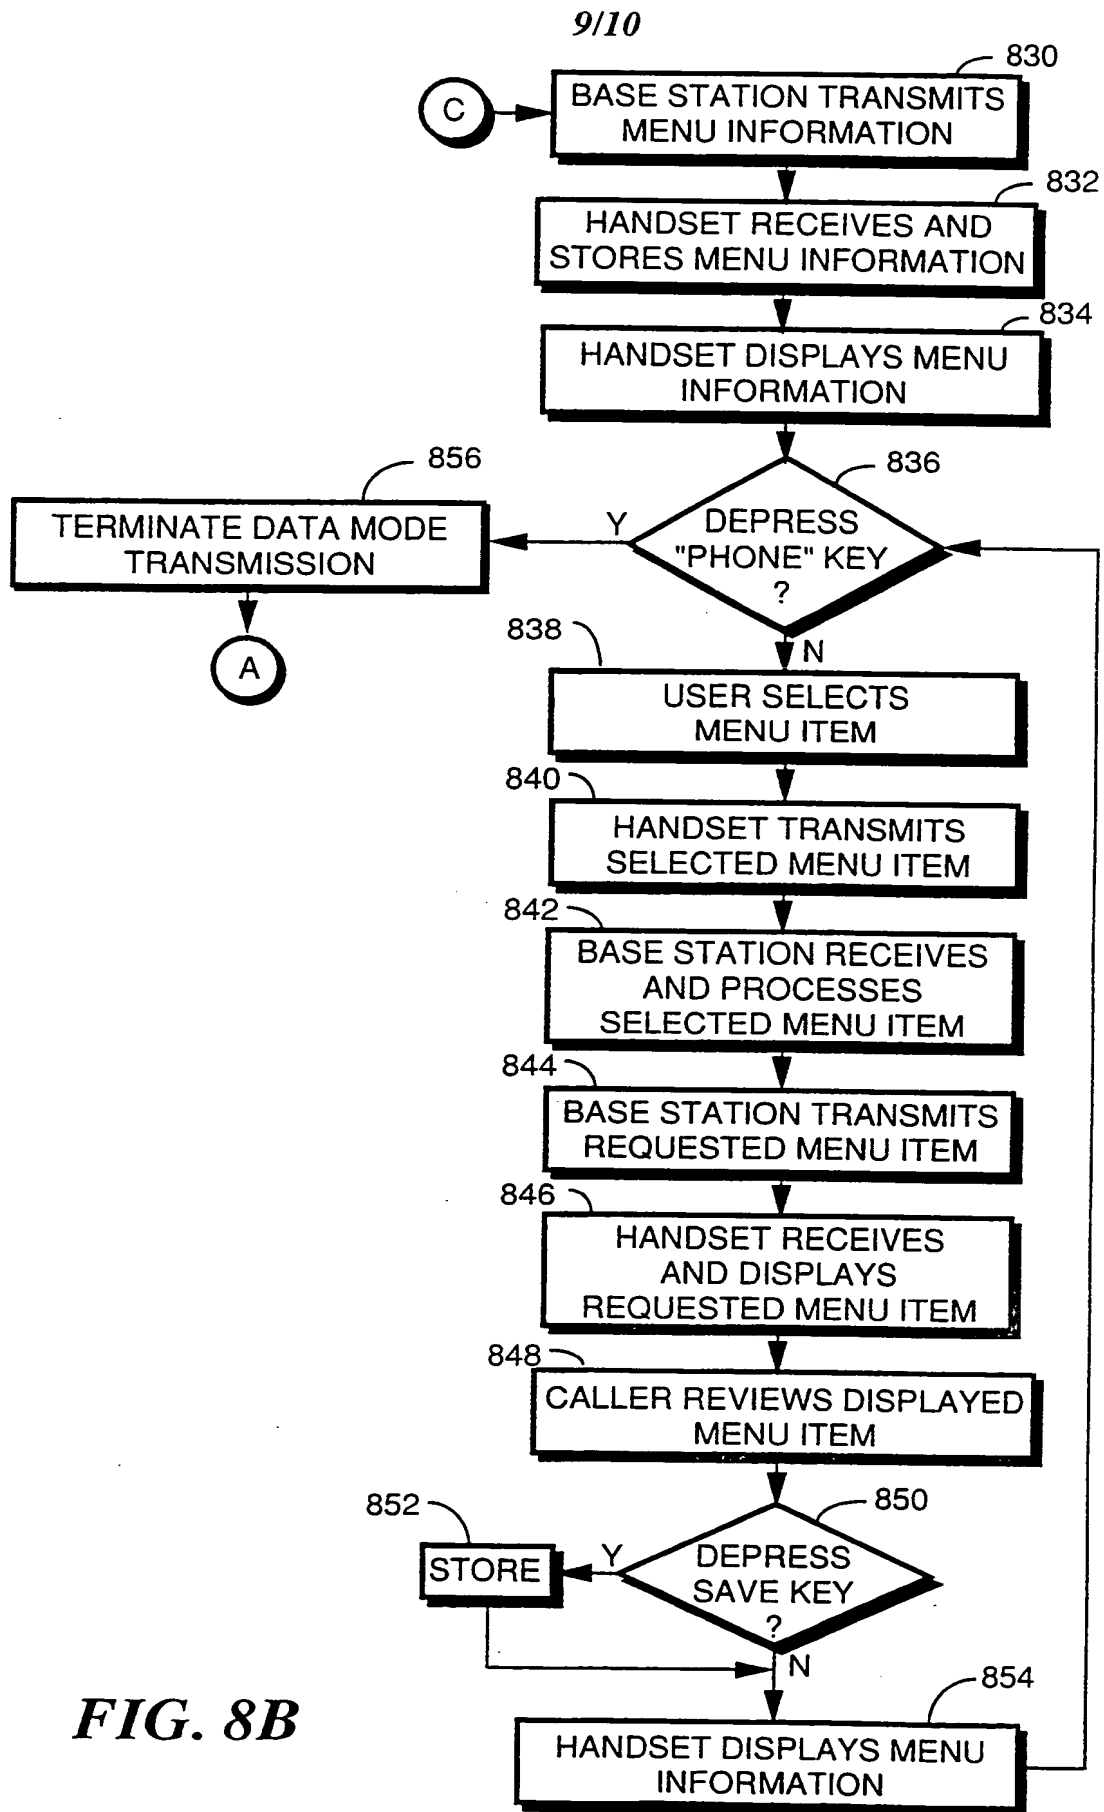 9/10
830
C
BASE STATION TRANSMITS
MENU INFORMATION
832
HANDSET RECEIVES AND
STORES MENU INFORMATION
834
HANDSET DISPLAYS MENU
INFORMATION
836
DEPRESS
"PHONE" KEY
?
Y
856
TERMINATE DATA MODE
TRANSMISSION
A
N
838
USER SELECTS
MENU ITEM
840
HANDSET TRANSMITS
SELECTED MENU ITEM
842
BASE STATION RECEIVES
AND PROCESSES
SELECTED MENU ITEM
844
BASE STATION TRANSMITS
REQUESTED MENU ITEM
846
HANDSET RECEIVES
AND DISPLAYS
REQUESTED MENU ITEM
848
CALLER REVIEWS DISPLAYED
MENU ITEM
850
DEPRESS
SAVE KEY
?
Y
852
STORE
N
854
HANDSET DISPLAYS MENU
INFORMATION
FIG. 8B